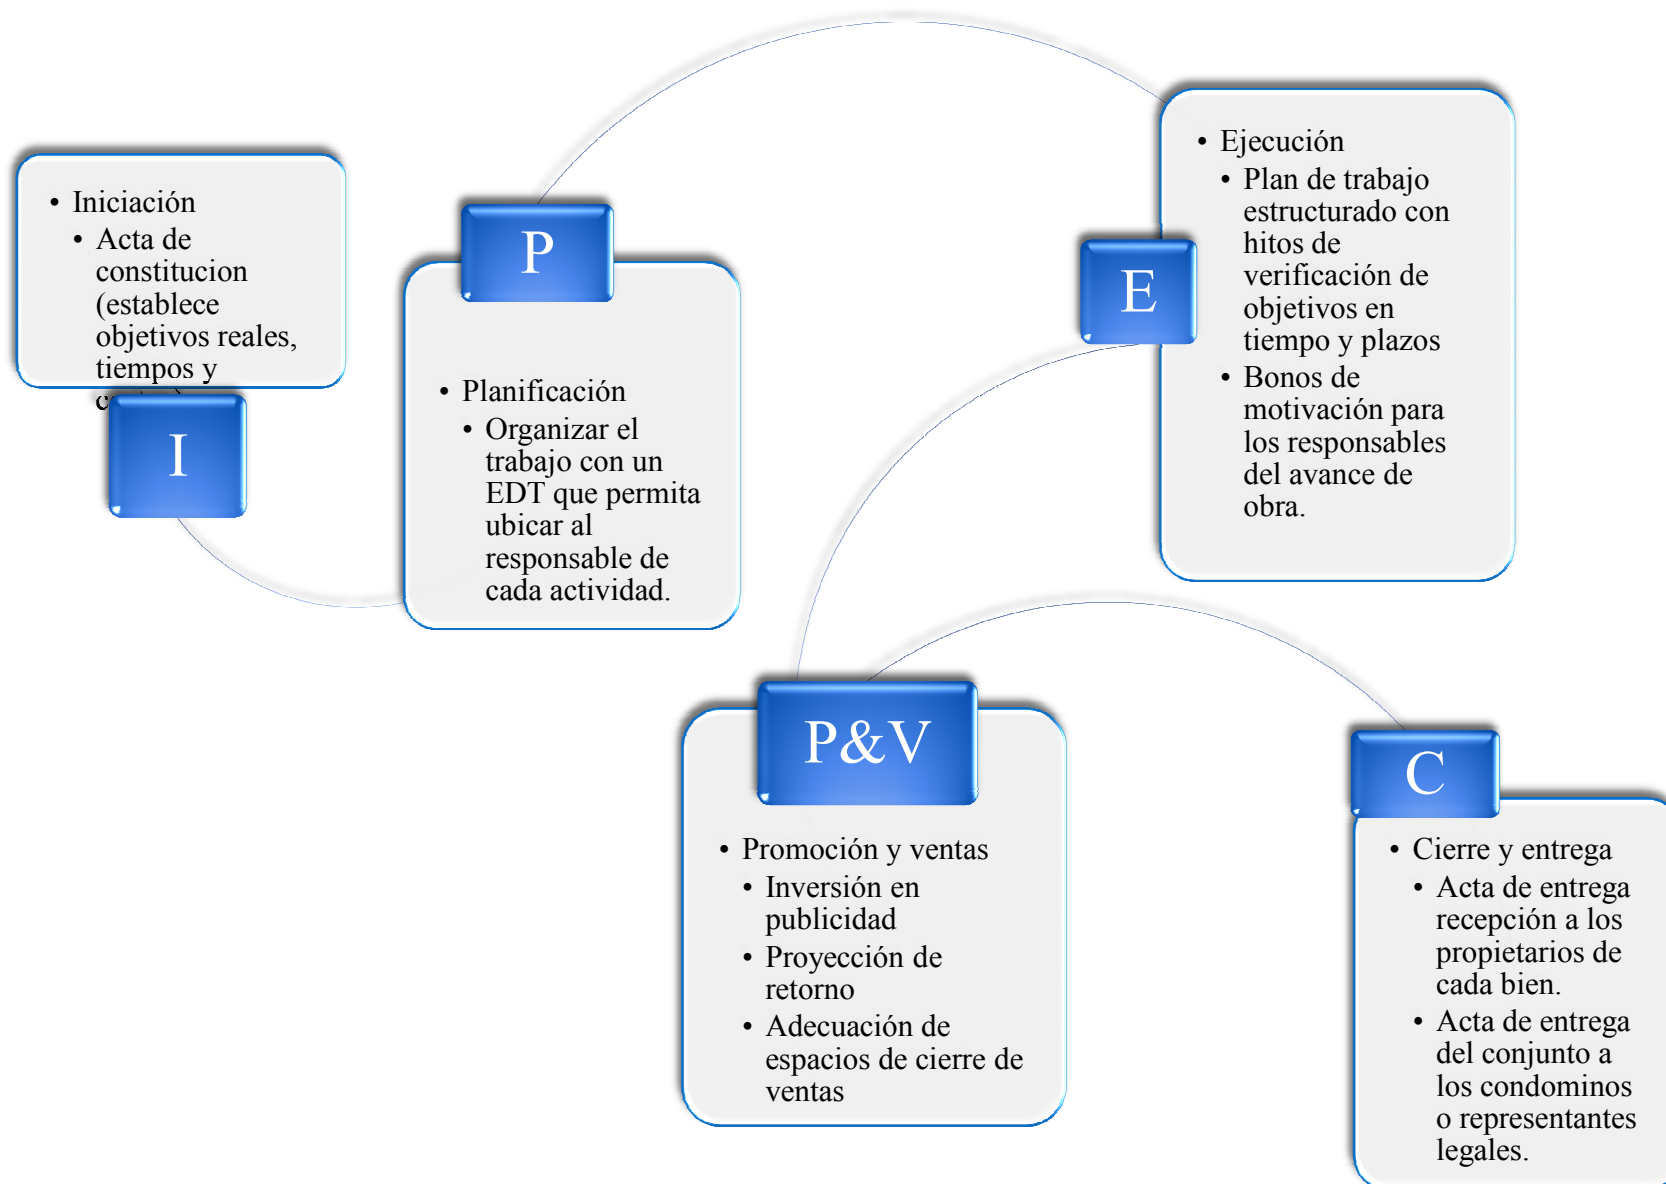 • Iniciación
• Acta de
constitucion
(establece
objetivos reales,
tiempos y
I
P
• Planificación
• Organizar el
trabajo con un
EDT que permita
ubicar al
responsable de
cada actividad.
E
• Ejecución
• Plan de trabajo
estructurado con
hitos de
verificación de
objetivos en
tiempo y plazos
• Bonos de
motivación para
los responsables
del avance de
obra.
P&V
• Promoción y ventas
• Inversión en
publicidad
• Proyección de
retorno
• Adecuación de
espacios de cierre de
ventas
C
• Cierre y entrega
• Acta de entrega
recepción a los
propietarios de
cada bien.
• Acta de entrega
del conjunto a
los condominos
o representantes
legales.